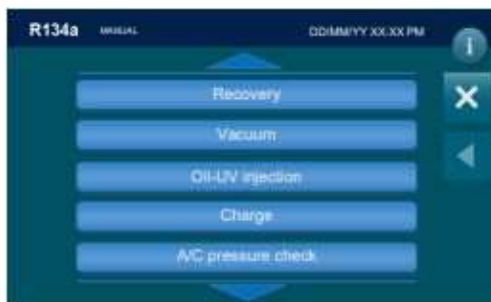 R134a MANUAL DD/MM/YY XX:XX PM
Recovery
Vacuum
Oil-UV injection
Charge
A/C pressure check